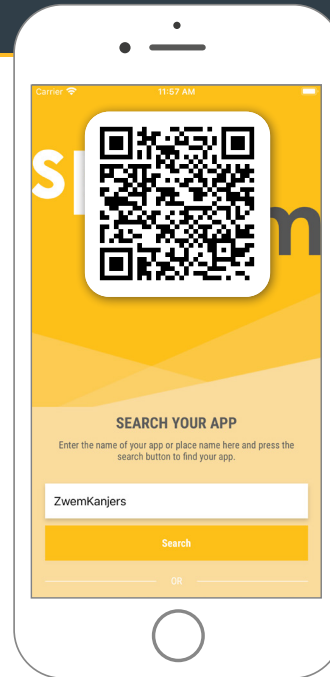 Carrier 11:57 AM
SEARCH YOUR APP
Enter the name of your app or place name here and press the
search button to find your app.
ZwemKanjers
Search
OR